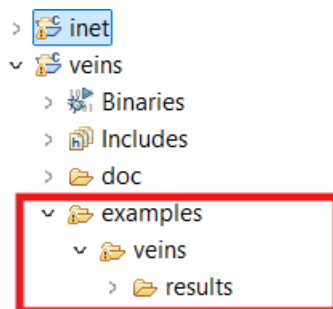 inet
veins
Binaries
Includes
doc
examples
veins
results